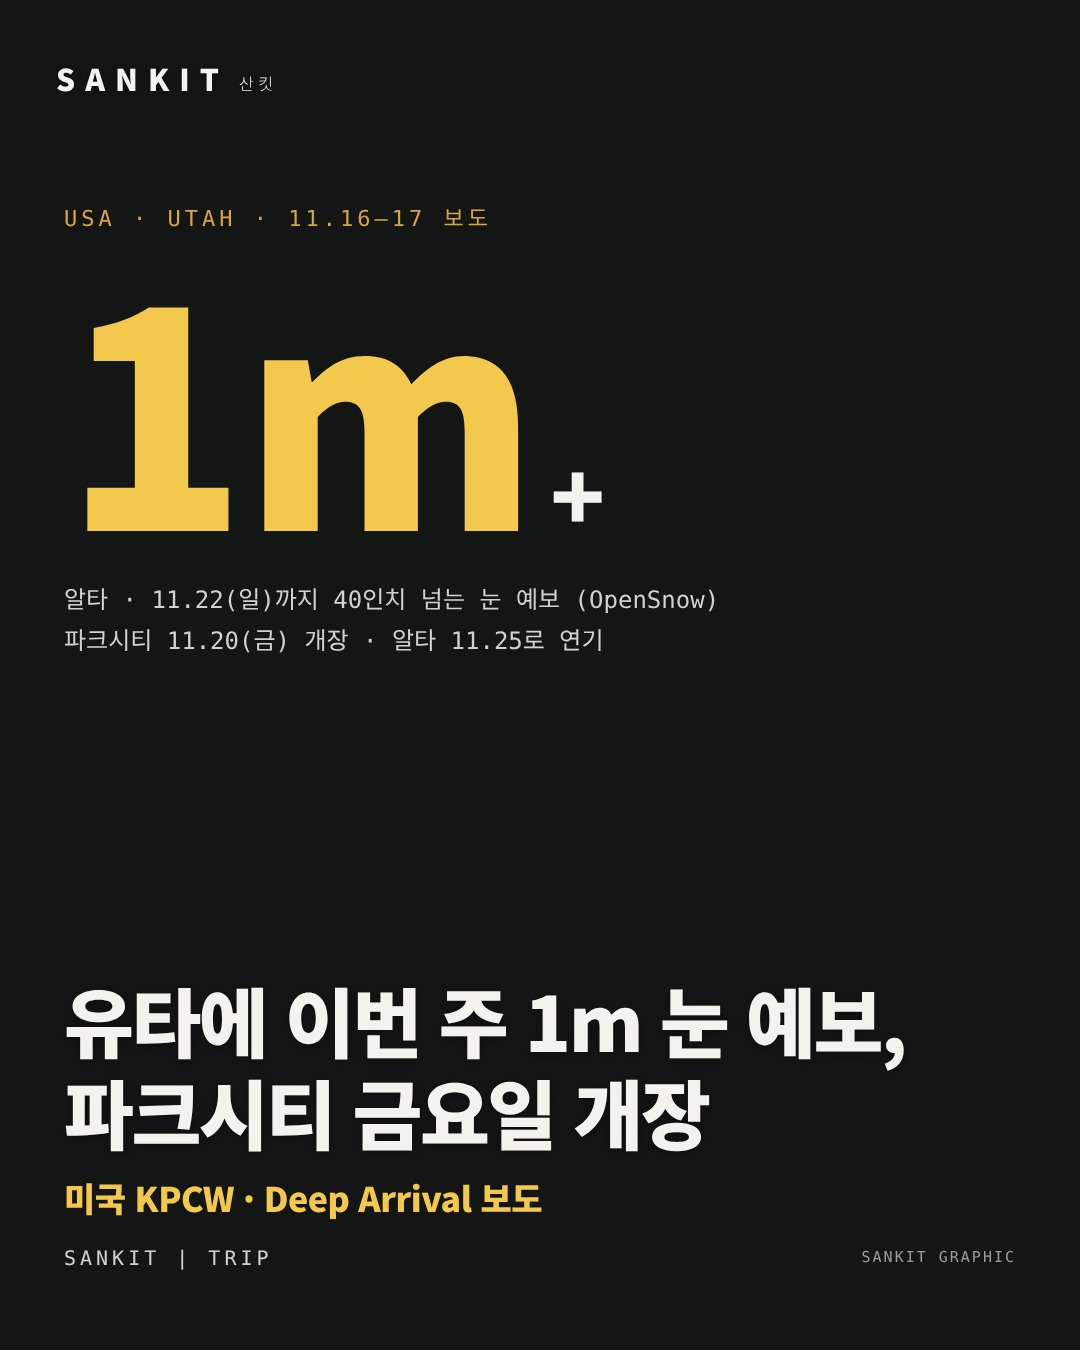 SANKIT 산킷
USA · UTAH · 11.16–17 보도
1m+
알타 · 11.22(일)까지 40인치 넘는 눈 예보 (OpenSnow)
파크시티 11.20(금) 개장 · 알타 11.25로 연기
유타에 이번 주 1m 눈 예보,
파크시티 금요일 개장
미국 KPCW · Deep Arrival 보도
SANKIT | TRIP
SANKIT GRAPHIC